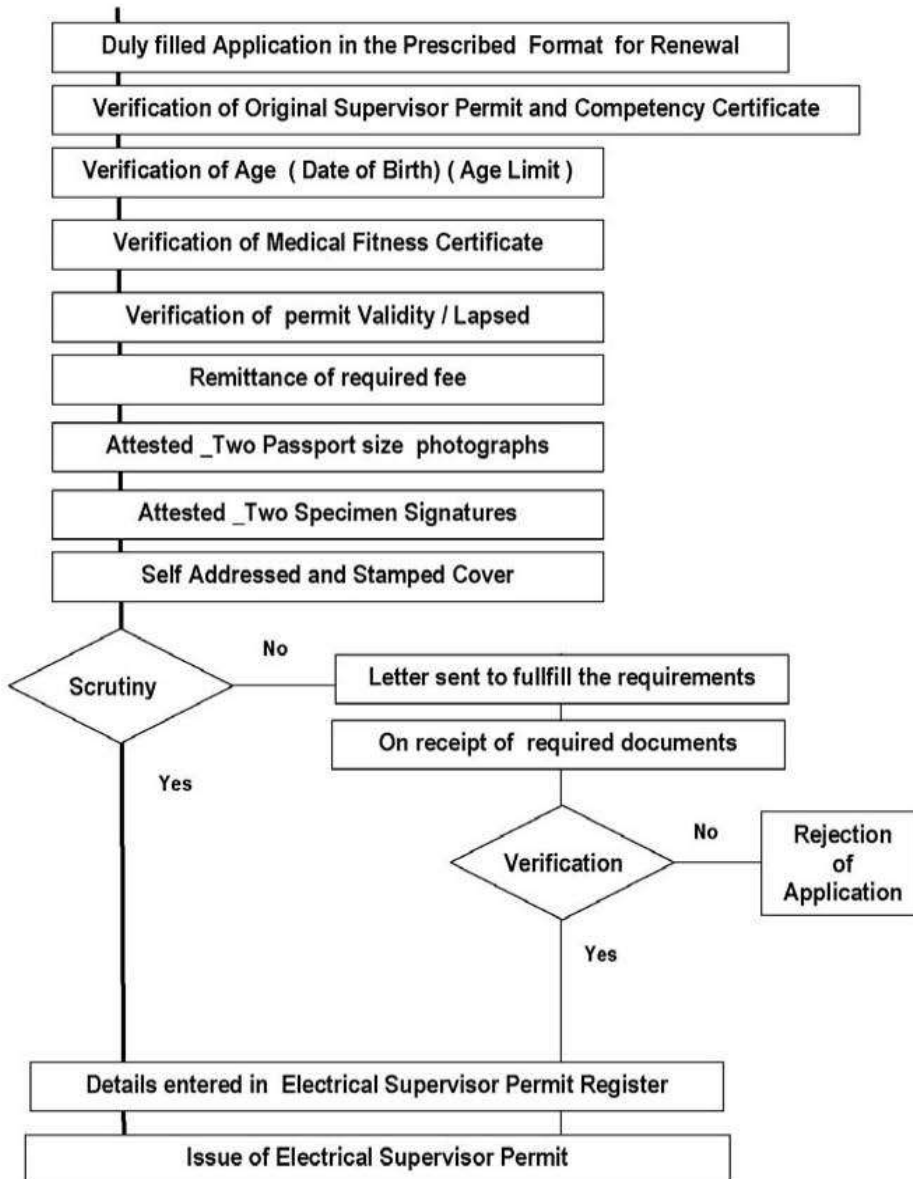 Duly filled Application in the Prescribed Format for Renewal
Verification of Original Supervisor Permit and Competency Certificate
Verification of Age ( Date of Birth) ( Age Limit )
Verification of Medical Fitness Certificate
Verification of permit Validity / Lapsed
Remittance of required fee
Attested _Two Passport size photographs
Attested _Two Specimen Signatures
Self Addressed and Stamped Cover
Scrutiny
No
Letter sent to fullfill the requirements
On receipt of required documents
Yes
Verification
No
Rejection
of
Application
Yes
Details entered in Electrical Supervisor Permit Register
Issue of Electrical Supervisor Permit